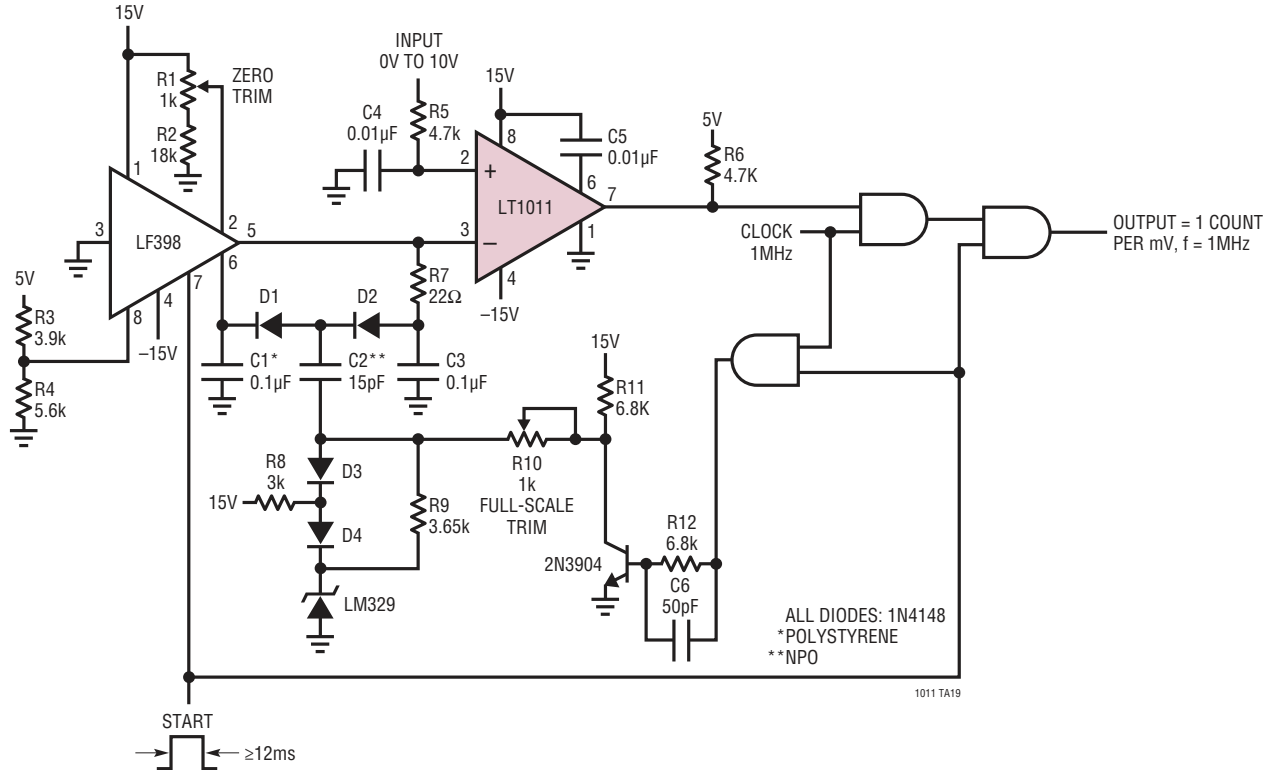 15V
R1
1k
ZERO
TRIM
R2
18k
1
3
LF398
2
5
6
7
4
8
–15V
5V
R3
3.9k
R4
5.6k
INPUT
0V TO 10V
C4
0.01µF
R5
4.7k
15V
8
C5
0.01µF
2
+
LT1011
6
7
3
–
1
4
–15V
R7
22Ω
5V
R6
4.7K
CLOCK
1MHz
OUTPUT = 1 COUNT
PER mV, f = 1MHz
D1
D2
C1*
0.1µF
C2**
15pF
C3
0.1µF
15V
R11
6.8K
R10
1k
FULL-SCALE
TRIM
R8
3k
15V
D3
D4
R9
3.65k
LM329
2N3904
R12
6.8k
C6
50pF
ALL DIODES: 1N4148
*POLYSTYRENE
**NPO
1011 TA19
START
≥12ms